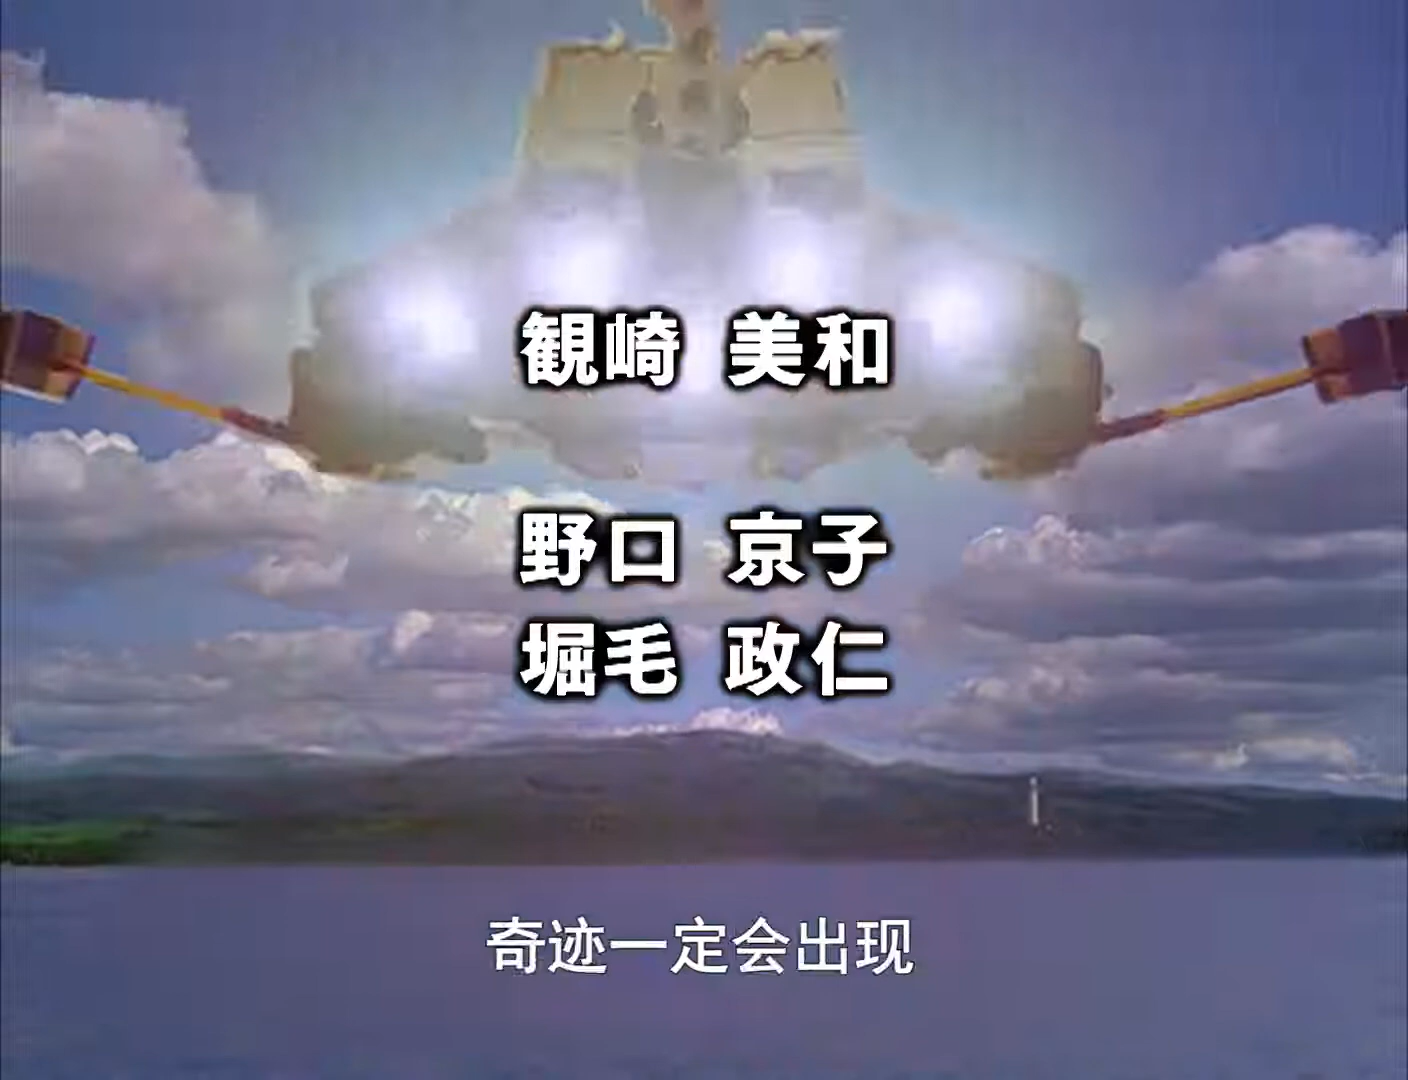 観崎 美和
野口 京子
堀毛 政仁
奇迹一定会出现